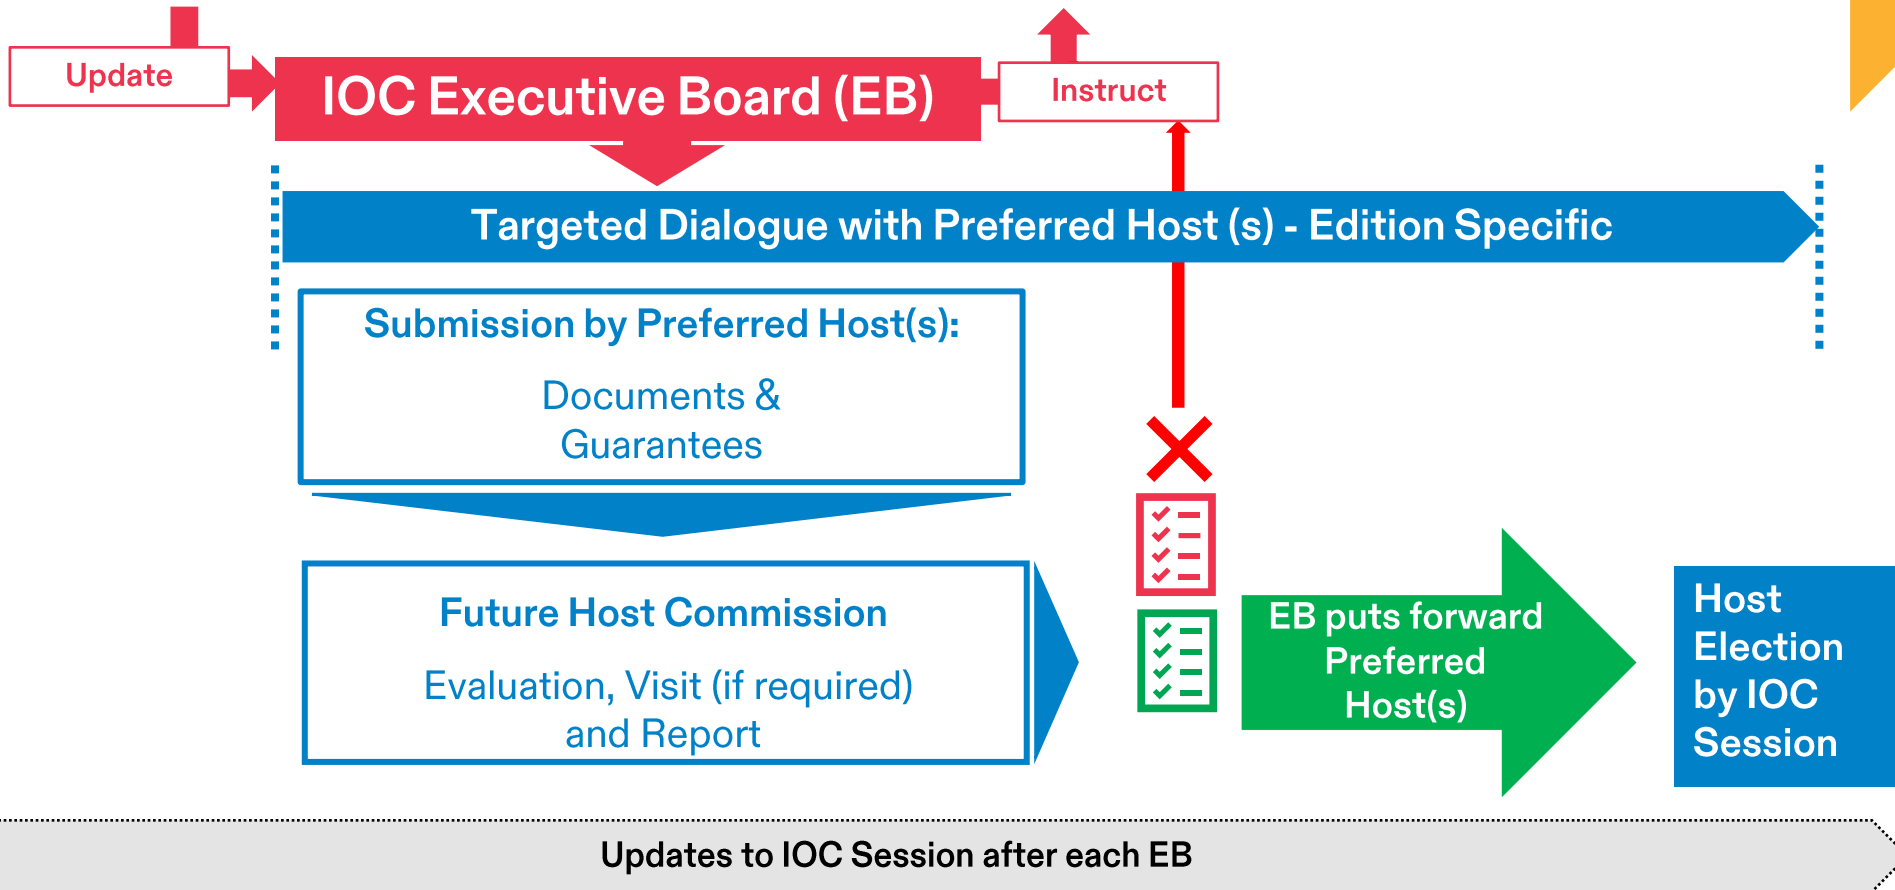 Update
IOC Executive Board (EB)
Instruct
Targeted Dialogue with Preferred Host (s) - Edition Specific
Submission by Preferred Host(s):
Documents &
Guarantees
Future Host Commission
Evaluation, Visit (if required)
and Report
EB puts forward
Preferred
Host(s)
Host
Election
by IOC
Session
Updates to IOC Session after each EB